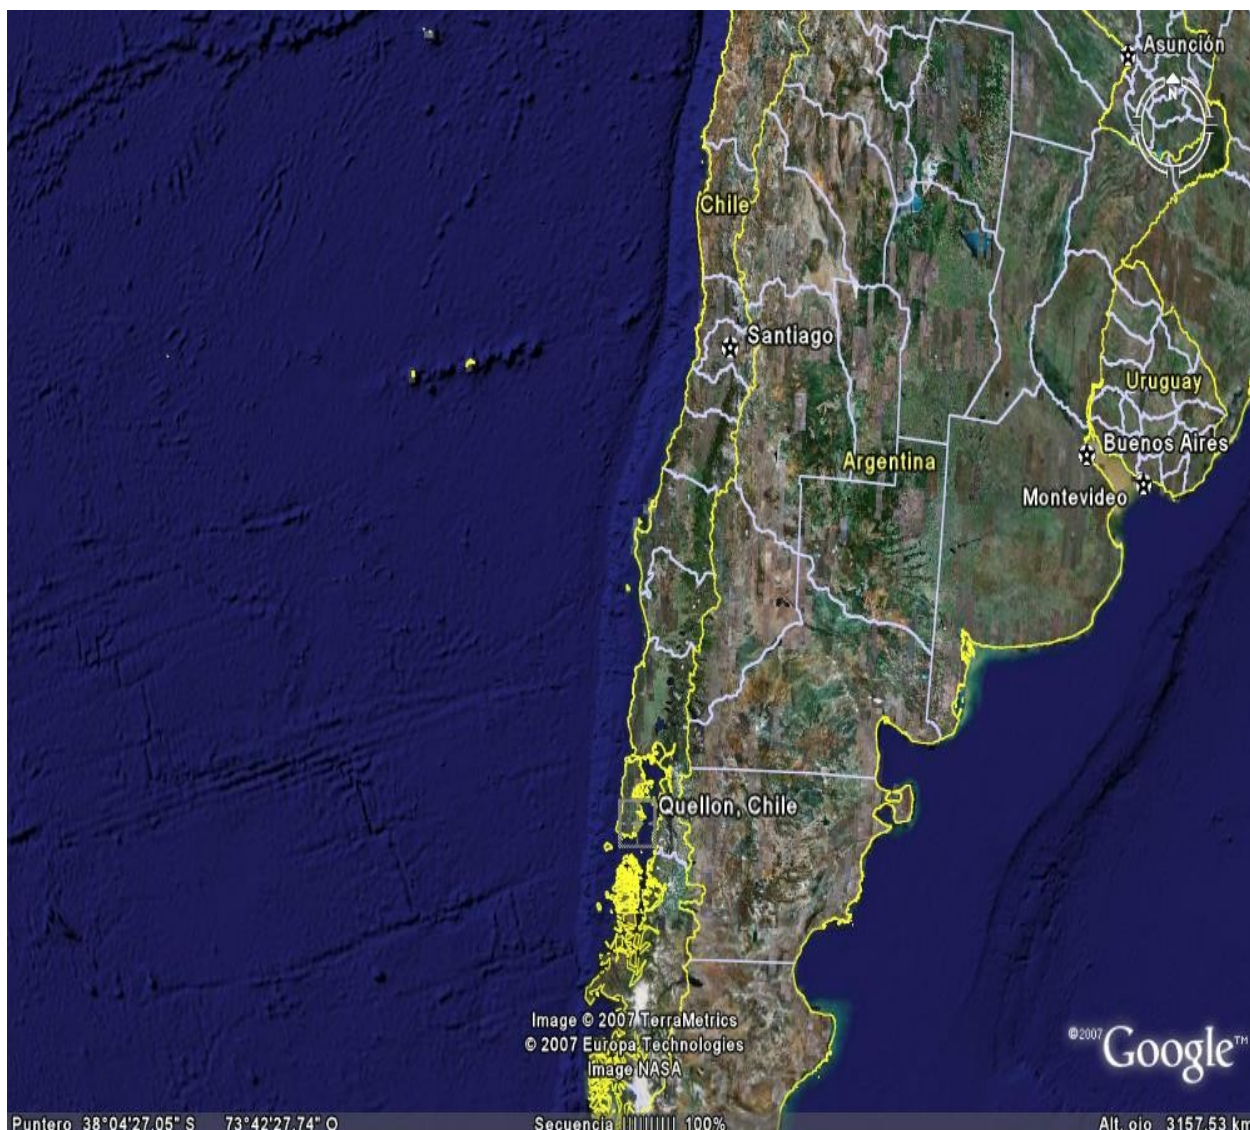 Asunción
N
Chile
Santiago
Uruguay
Buenos Aires
Argentina
Montevideo
Quellon, Chile
Image © 2007 TerraMetrics
© 2007 Europa Technologies
Image NASA
©2007 Google™
Puntero 38°04'27.05" S 73°42'27.74" O Secuencia 100% Alt. ojo 3157.53 km